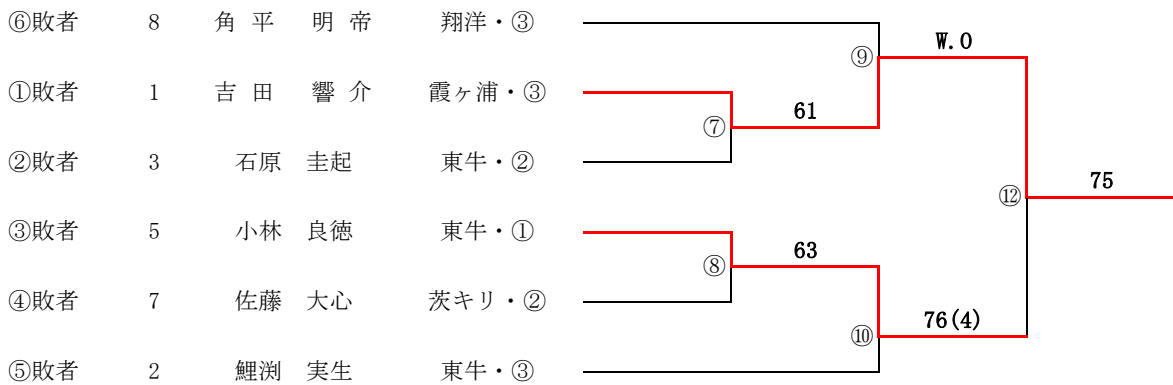 ⑥敗者 8 角平 明帝 翔洋・③
W.0
⑨
①敗者 1 吉田 響介 霞ヶ浦・③
61
⑦
②敗者 3 石原 圭起 東牛・②
75
⑫
③敗者 5 小林 良徳 東牛・①
63
⑧
④敗者 7 佐藤 大心 茨キリ・②
76(4)
⑩
⑤敗者 2 鯉渕 実生 東牛・③